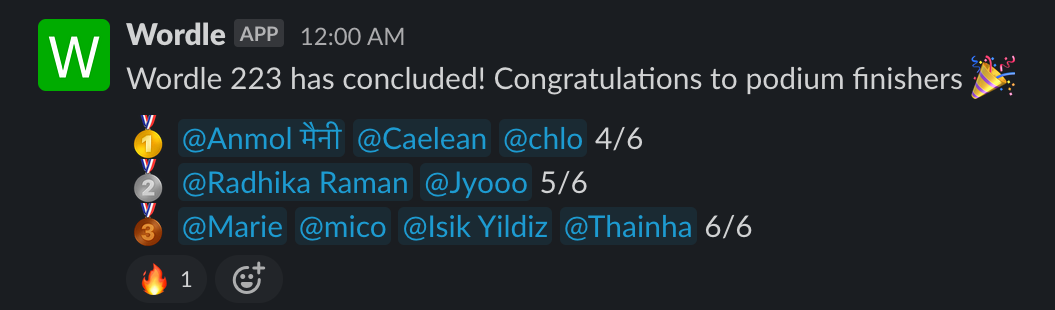 W
Wordle APP 12:00 AM
Wordle 223 has concluded! Congratulations to podium finishers 🎉
🥇 @Anmol मैनी @Caelean @chlo 4/6
🥈 @Radhika Raman @Jyooo 5/6
🥉 @Marie @mico @Isik Yildiz @Thainha 6/6
🔥 1